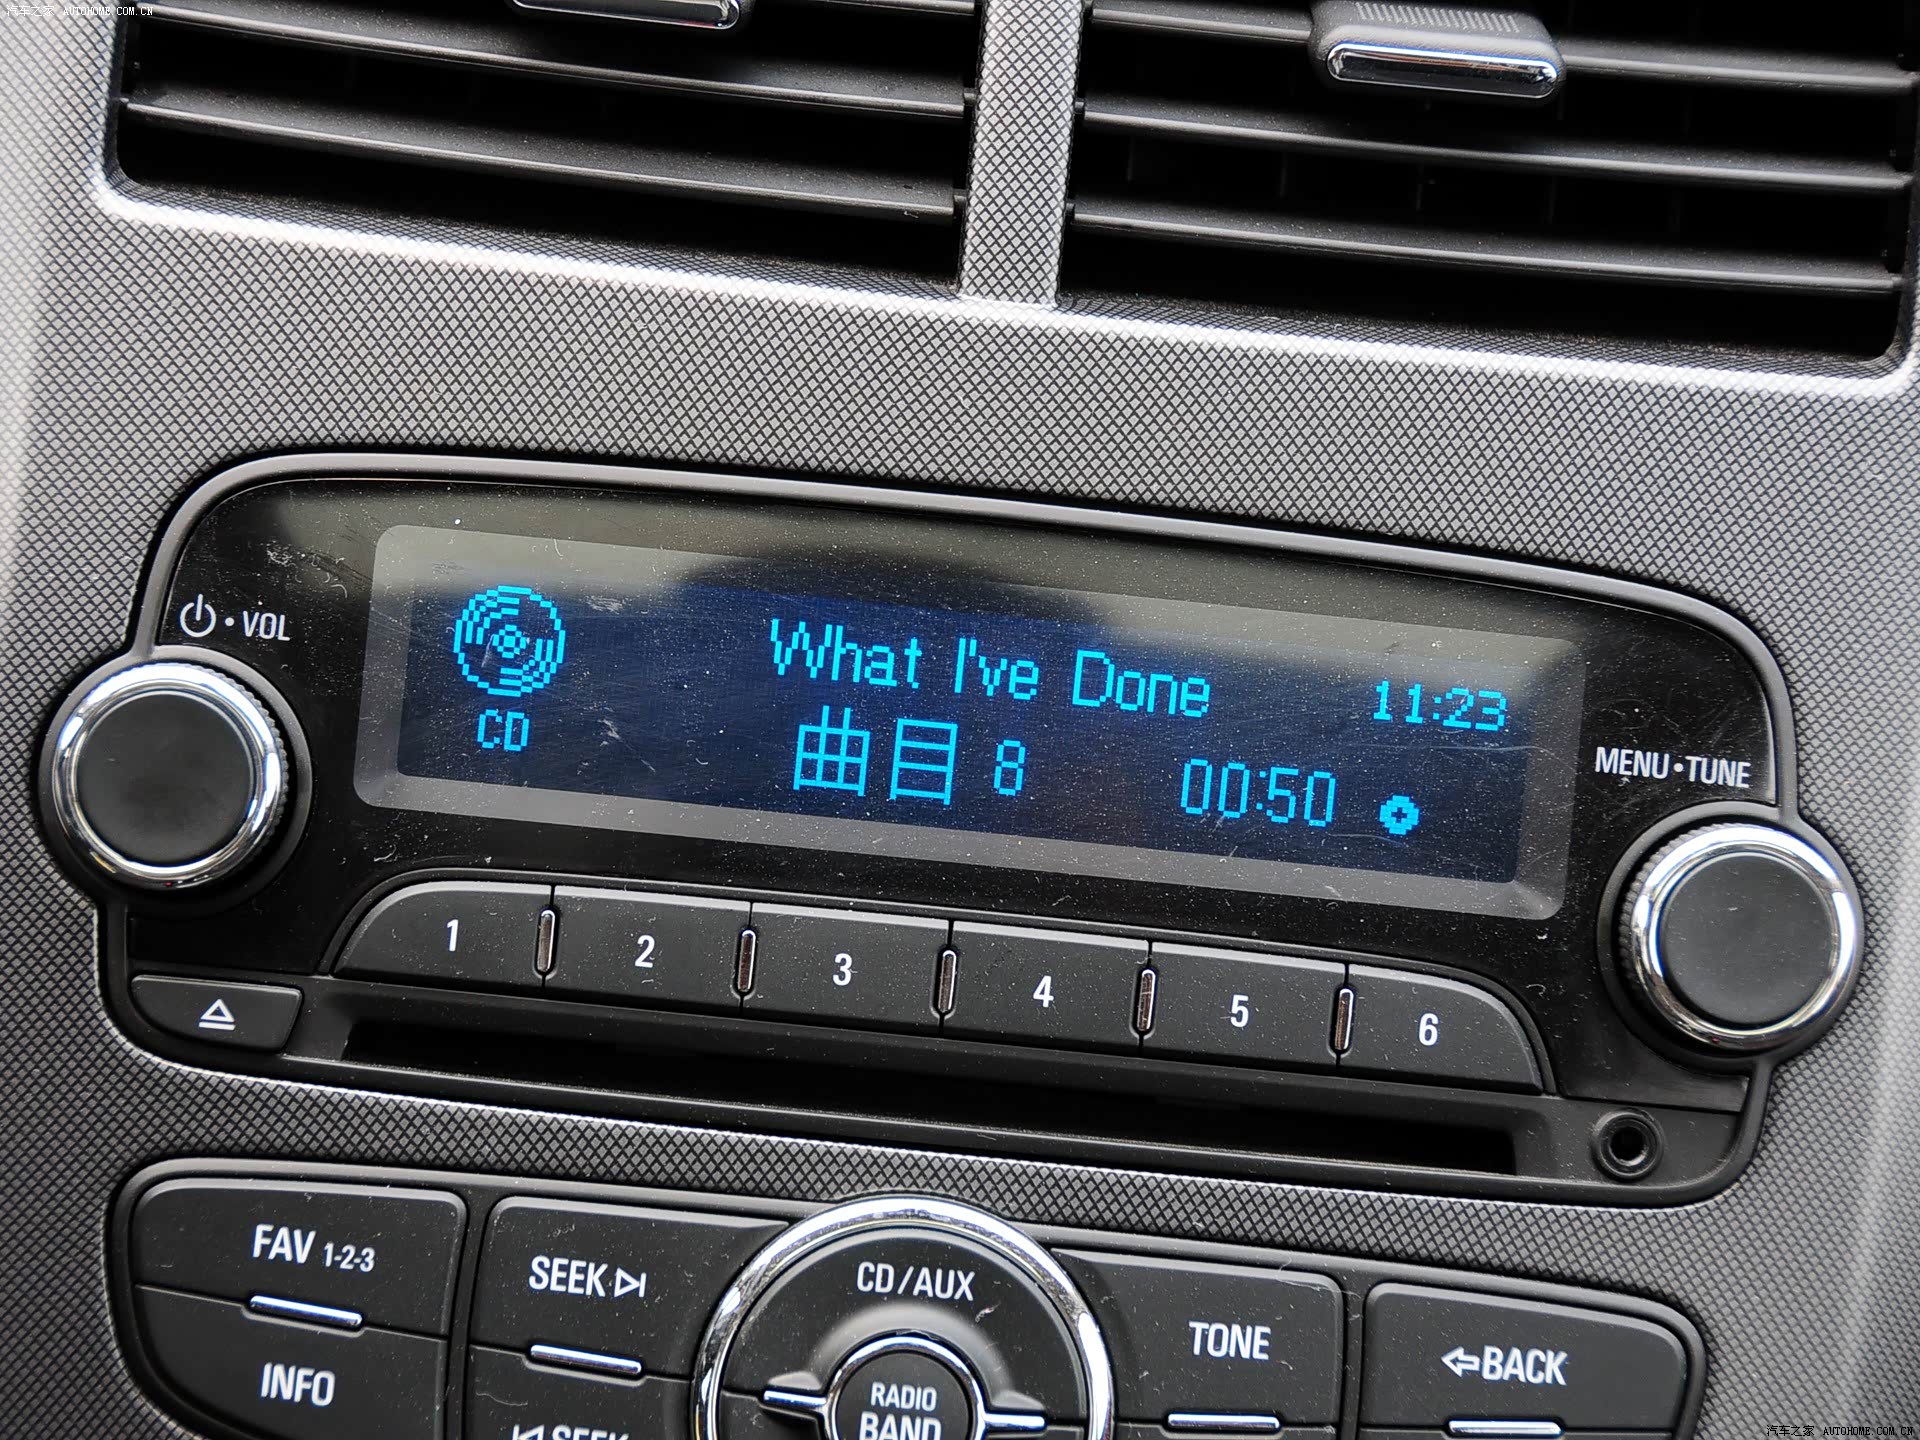 汽车之家 AUTOHOME.COM.CN
VOL
What I've Done
11:23
CD
曲目 8
00:50
MENU•TUNE
1
2
3
4
5
6
FAV 1-2-3
SEEK
CD/AUX
TONE
BACK
INFO
RADIO
BAND
SEEK
汽车之家 AUTOHOME.COM.CN